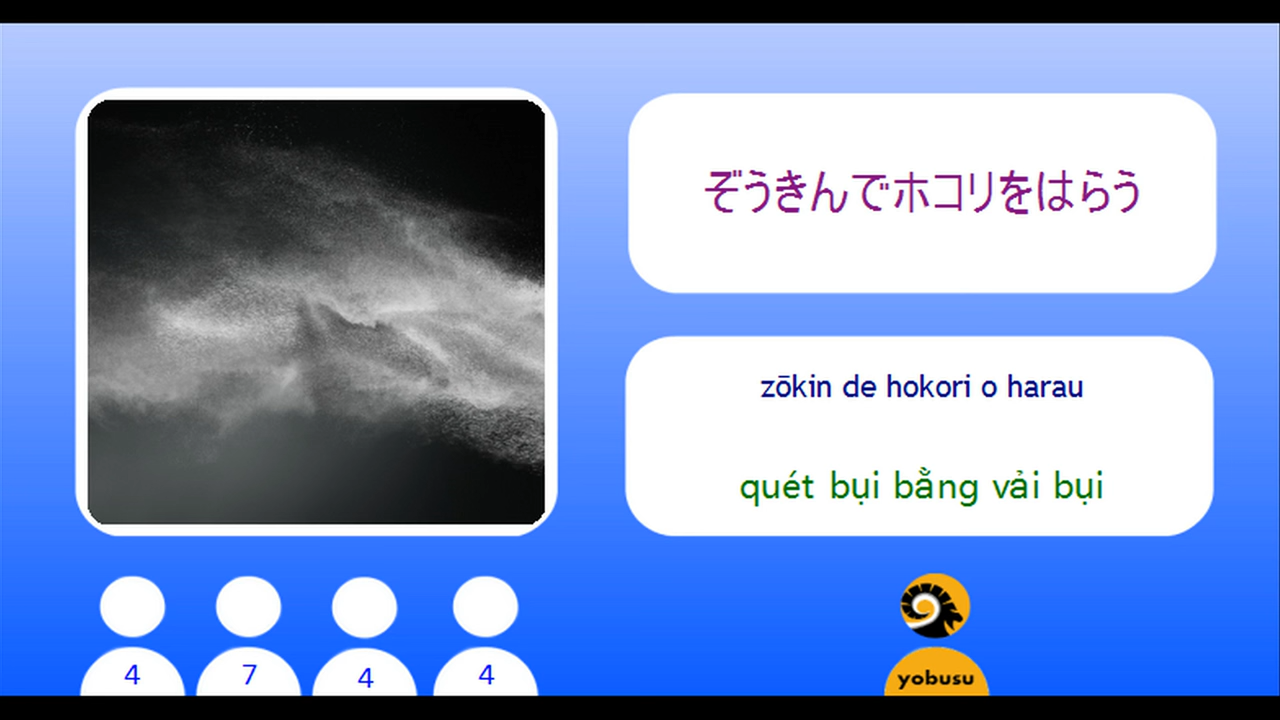 ぞうきんでホコリをはらう
zōkin de hokori o harau
quét bụi bằng vải bụi
4 7 4 4
yobusu